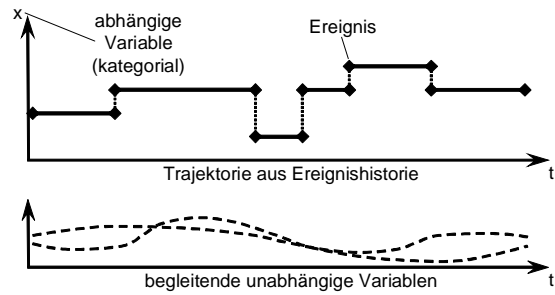 x
abhängige
Variable
(kategorial)
Ereignis
Trajektorie aus Ereignishistorie
t
begleitende unabhängige Variablen
t